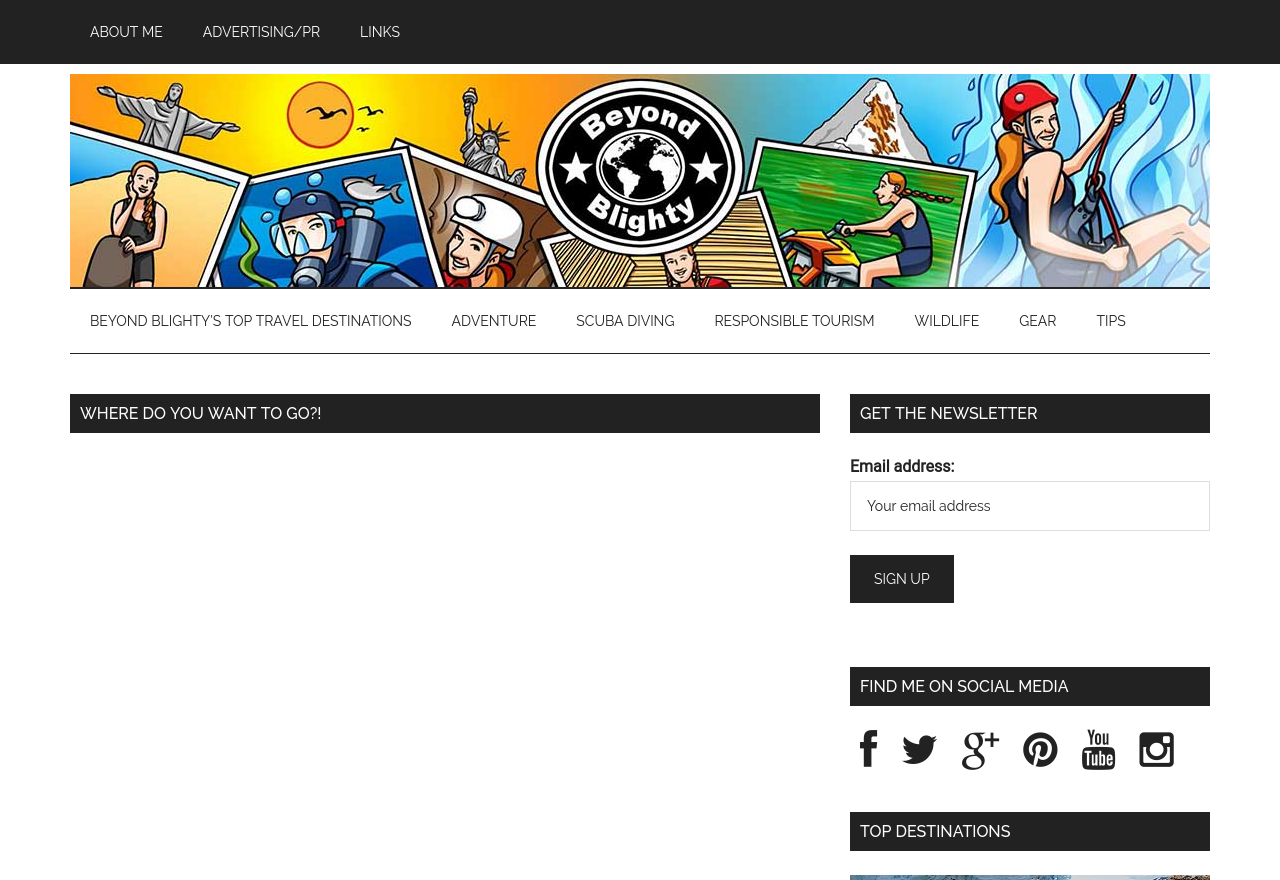 ABOUT ME
ADVERTISING/PR
LINKS
Beyond
Blighty
BEYOND BLIGHTY’S TOP TRAVEL DESTINATIONS
ADVENTURE
SCUBA DIVING
RESPONSIBLE TOURISM
WILDLIFE
GEAR
TIPS
WHERE DO YOU WANT TO GO?!
GET THE NEWSLETTER
Email address:
Your email address
SIGN UP
FIND ME ON SOCIAL MEDIA
You
Tube
TOP DESTINATIONS